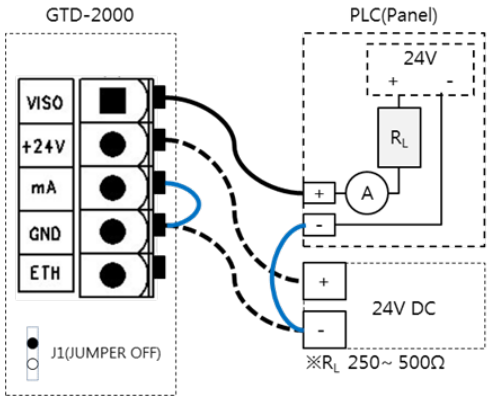 GTD-2000
PLC(Panel)
24V
+ -
VISO
+24V
mA
GND
ETH
RL
+
A
-
+
-
24V DC
J1(JUMPER OFF)
※RL 250~ 500Ω